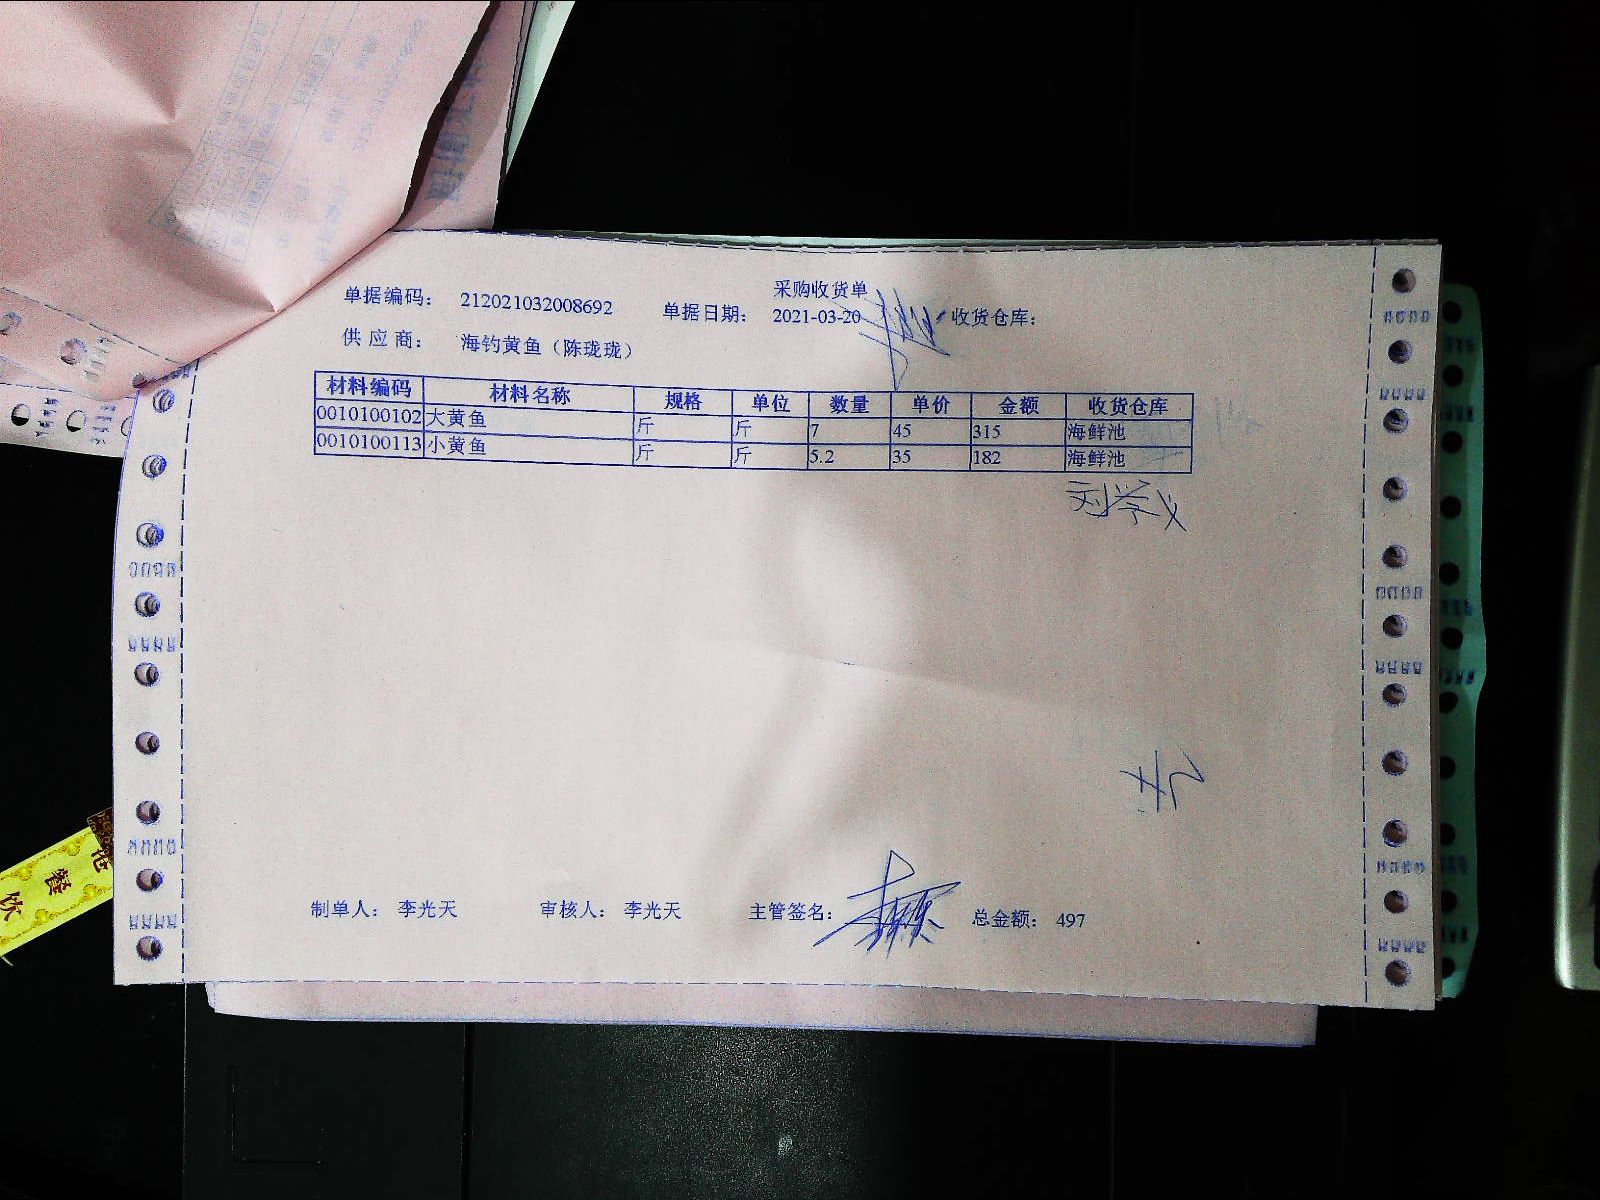 采购收货单
单据编码： 212021032008692 单据日期： 2021-03-20 收货仓库：
供 应 商： 海钓黄鱼（陈珑珑）
材料编码 材料名称 规格 单位 数量 单价 金额 收货仓库
0010100102 大黄鱼 斤 斤 7 45 315 海鲜池
0010100113 小黄鱼 斤 斤 5.2 35 182 海鲜池
刘学义
制单人： 李光天 审核人： 李光天 主管签名： 总金额： 497
餐
饮